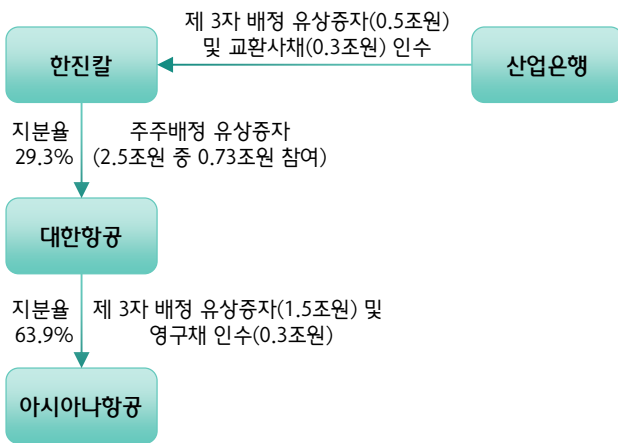 제 3자 배정 유상증자(0.5조원)
및 교환사채(0.3조원) 인수
한진칼
산업은행
지분율
29.3%
주주배정 유상증자
(2.5조원 중 0.73조원 참여)
대한항공
지분율
63.9%
제 3자 배정 유상증자(1.5조원) 및
영구채 인수(0.3조원)
아시아나항공